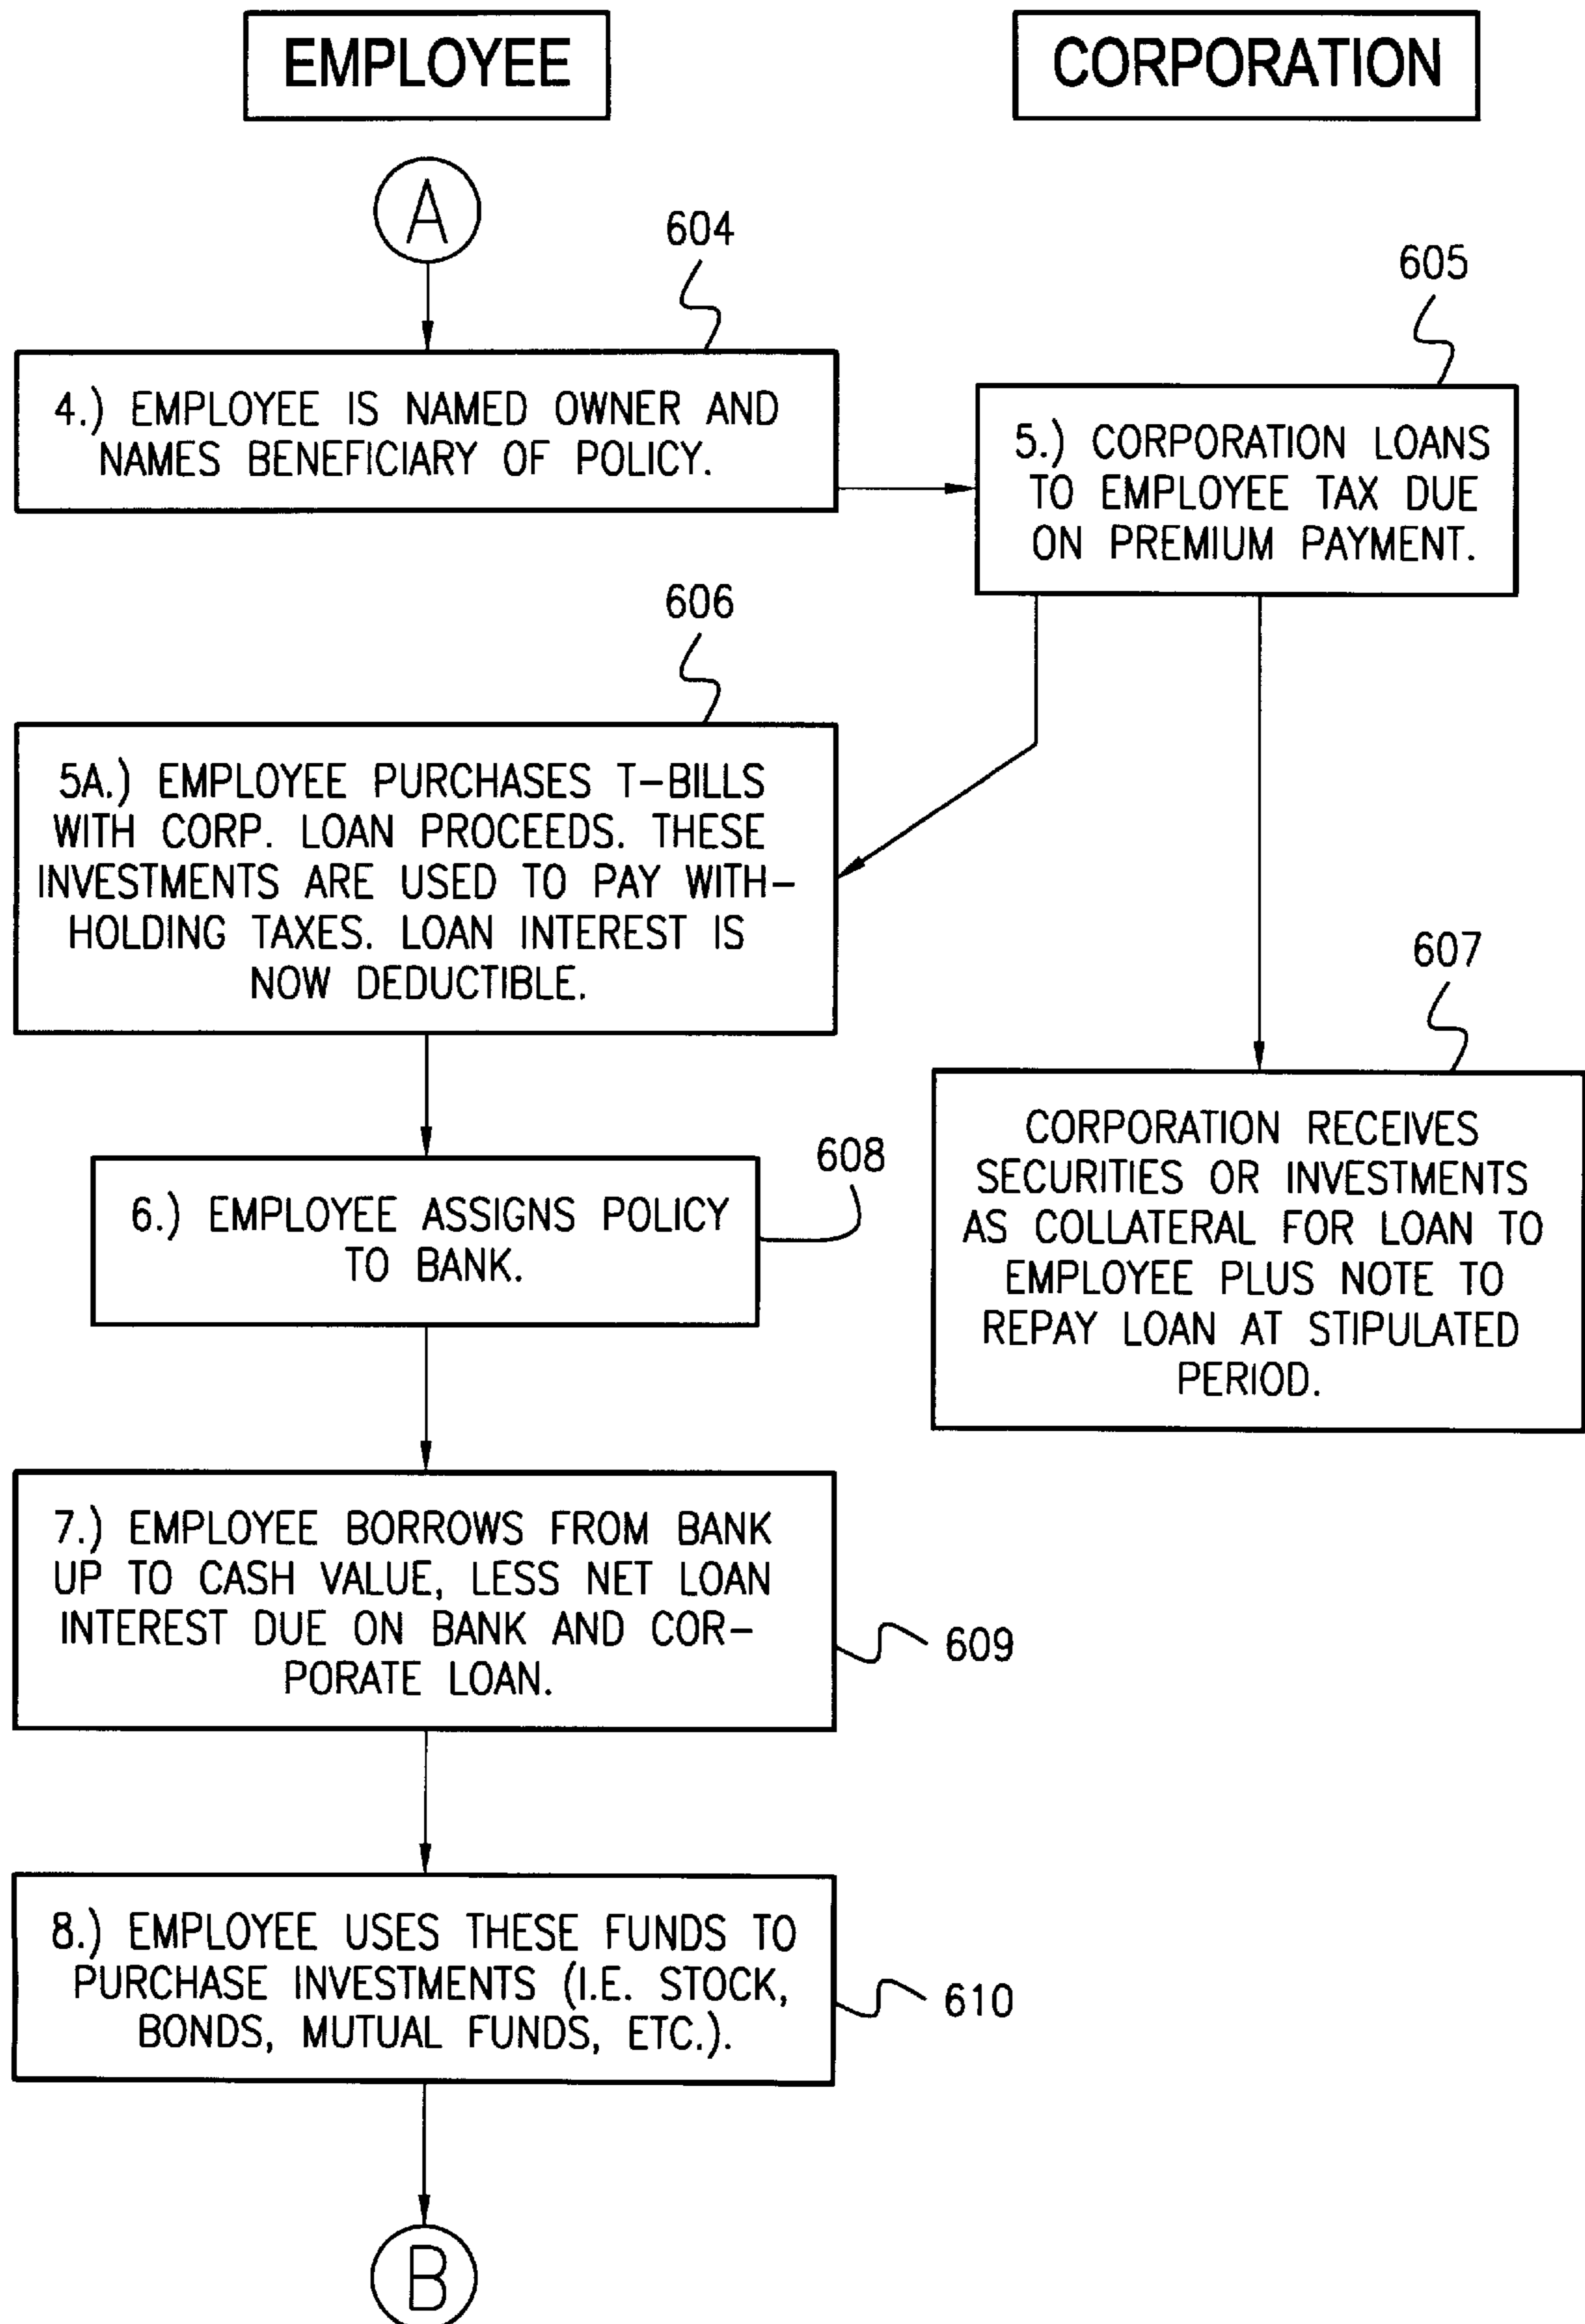 EMPLOYEE
CORPORATION
A
604
4.) EMPLOYEE IS NAMED OWNER AND
NAMES BENEFICIARY OF POLICY.
605
5.) CORPORATION LOANS
TO EMPLOYEE TAX DUE
ON PREMIUM PAYMENT.
606
5A.) EMPLOYEE PURCHASES T-BILLS
WITH CORP. LOAN PROCEEDS. THESE
INVESTMENTS ARE USED TO PAY WITH-
HOLDING TAXES. LOAN INTEREST IS
NOW DEDUCTIBLE.
607
CORPORATION RECEIVES
SECURITIES OR INVESTMENTS
AS COLLATERAL FOR LOAN TO
EMPLOYEE PLUS NOTE TO
REPAY LOAN AT STIPULATED
PERIOD.
608
6.) EMPLOYEE ASSIGNS POLICY
TO BANK.
7.) EMPLOYEE BORROWS FROM BANK
UP TO CASH VALUE, LESS NET LOAN
INTEREST DUE ON BANK AND COR-
PORATE LOAN.
609
8.) EMPLOYEE USES THESE FUNDS TO
PURCHASE INVESTMENTS (I.E. STOCK,
BONDS, MUTUAL FUNDS, ETC.).
610
B